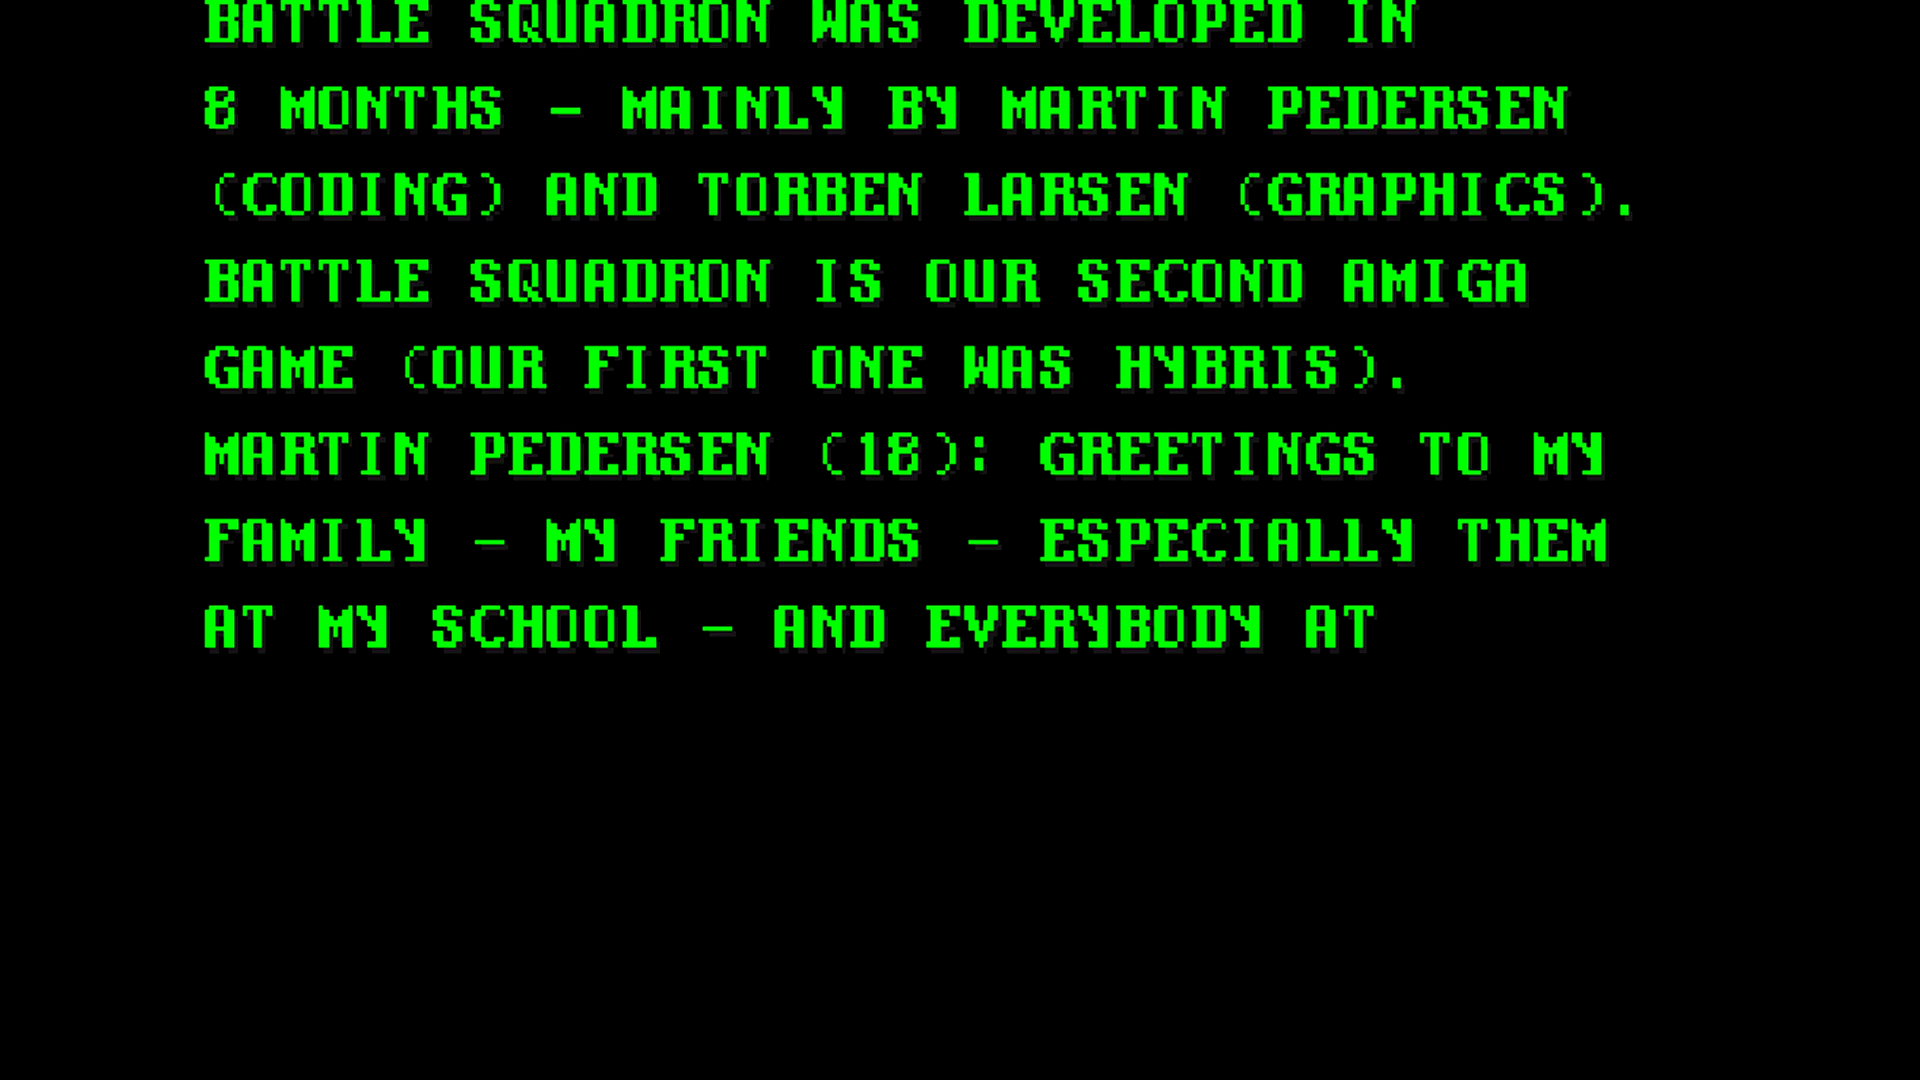 BATTLE SQUADRON WAS DEVELOPED IN
8 MONTHS - MAINLY BY MARTIN PEDERSEN
(CODING) AND TORBEN LARSEN (GRAPHICS).
BATTLE SQUADRON IS OUR SECOND AMIGA
GAME (OUR FIRST ONE WAS HYBRIS).
MARTIN PEDERSEN (18): GREETINGS TO MY
FAMILY - MY FRIENDS - ESPECIALLY THEM
AT MY SCHOOL - AND EVERYBODY AT